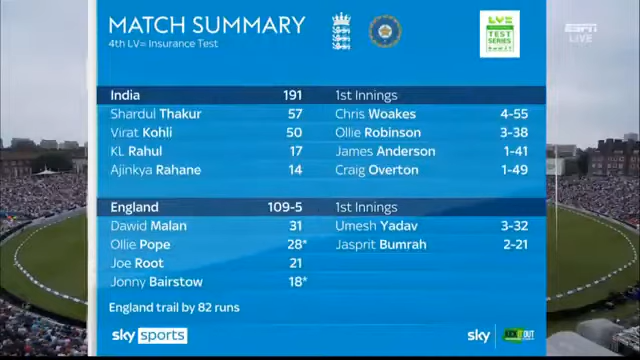 MATCH SUMMARY
4th LV= Insurance Test
LV=
TEST
SERIES
ESPN
LIVE
India 191 1st Innings
Shardul Thakur 57 Chris Woakes 4-55
Virat Kohli 50 Ollie Robinson 3-38
KL Rahul 17 James Anderson 1-41
Ajinkya Rahane 14 Craig Overton 1-49
England 109-5 1st Innings
Dawid Malan 31 Umesh Yadav 3-32
Ollie Pope 28* Jasprit Bumrah 2-21
Joe Root 21
Jonny Bairstow 18*
England trail by 82 runs
sky sports sky KICK IT OUT